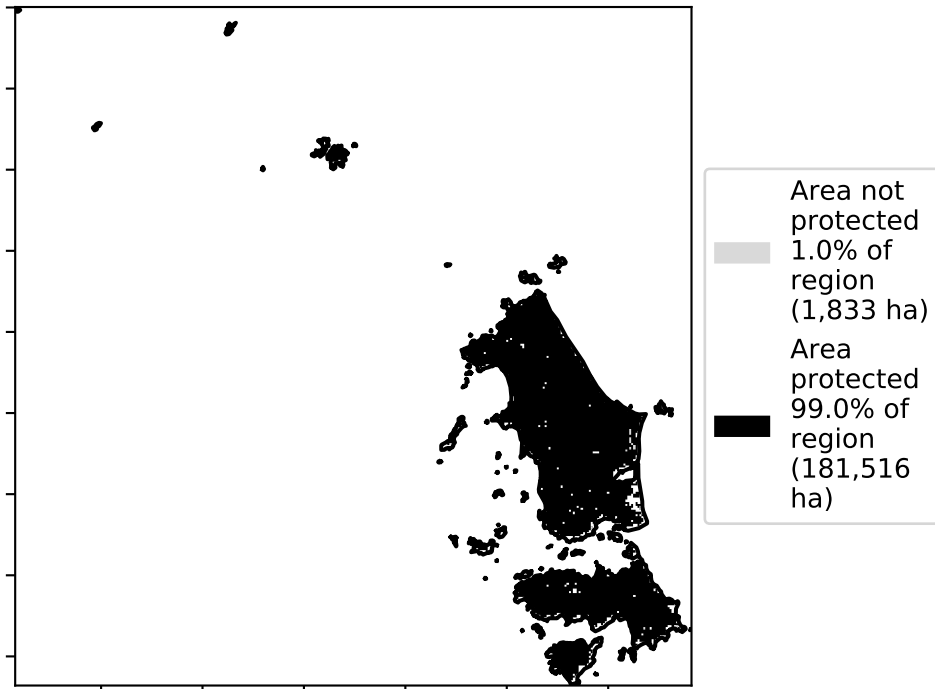 Area not
protected
1.0% of
region
(1,833 ha)
Area
protected
99.0% of
region
(181,516
ha)